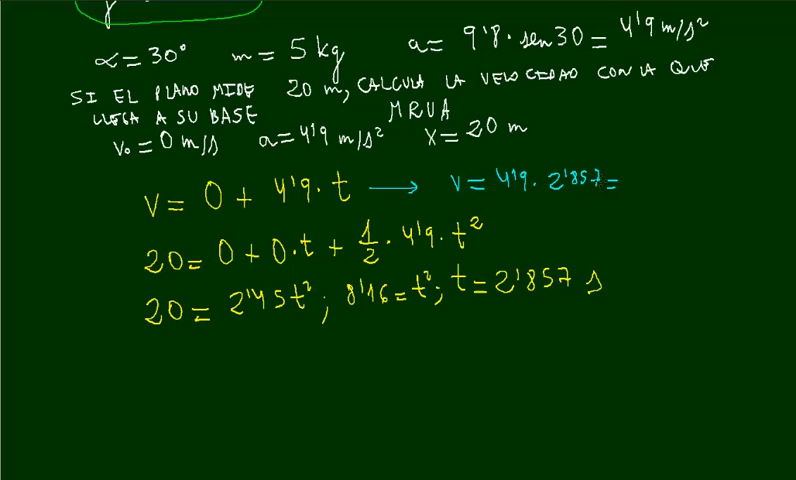 α = 30° m = 5 kg a = 9'8 · sen 30 = 4'9 m/s²
SI EL PLANO MIDE 20 m, CALCULA LA VELOCIDAD CON LA QUE
LLEGA A SU BASE MRUA
v₀ = 0 m/s a = 4'9 m/s² X = 20 m
v = 0 + 4'9 · t → v = 4'9 · 2'857 =
20 = 0 + 0 · t + 1/2 · 4'9 · t²
20 = 2'45 t² ; 8'16 = t² ; t = 2'857 s